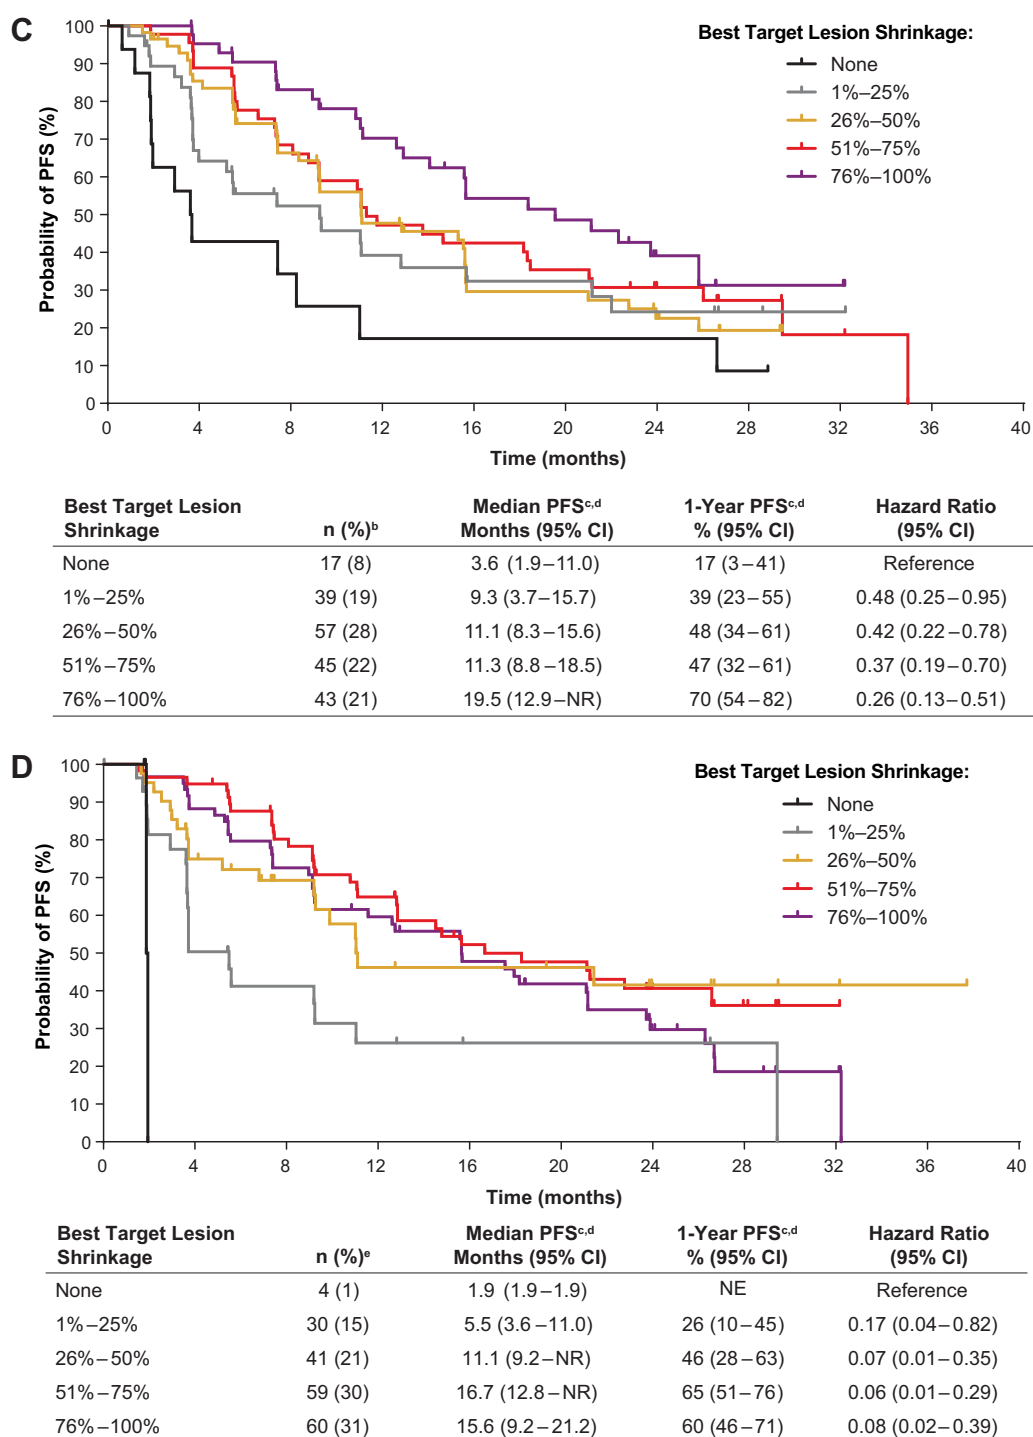 C
Best Target Lesion Shrinkage:
None
1%–25%
26%–50%
51%–75%
76%–100%
Probability of PFS (%)
100
90
80
70
60
50
40
30
20
10
0
0 4 8 12 16 20 24 28 32 36 40
Time (months)
Best Target Lesion Shrinkage n (%)b Median PFSc,d Months (95% CI) 1-Year PFSc,d % (95% CI) Hazard Ratio (95% CI)
None 17 (8) 3.6 (1.9–11.0) 17 (3–41) Reference
1%–25% 39 (19) 9.3 (3.7–15.7) 39 (23–55) 0.48 (0.25–0.95)
26%–50% 57 (28) 11.1 (8.3–15.6) 48 (34–61) 0.42 (0.22–0.78)
51%–75% 45 (22) 11.3 (8.8–18.5) 47 (32–61) 0.37 (0.19–0.70)
76%–100% 43 (21) 19.5 (12.9–NR) 70 (54–82) 0.26 (0.13–0.51)
D
Best Target Lesion Shrinkage:
None
1%–25%
26%–50%
51%–75%
76%–100%
Probability of PFS (%)
100
90
80
70
60
50
40
30
20
10
0
0 4 8 12 16 20 24 28 32 36 40
Time (months)
Best Target Lesion Shrinkage n (%)e Median PFSc,d Months (95% CI) 1-Year PFSc,d % (95% CI) Hazard Ratio (95% CI)
None 4 (1) 1.9 (1.9–1.9) NE Reference
1%–25% 30 (15) 5.5 (3.6–11.0) 26 (10–45) 0.17 (0.04–0.82)
26%–50% 41 (21) 11.1 (9.2–NR) 46 (28–63) 0.07 (0.01–0.35)
51%–75% 59 (30) 16.7 (12.8–NR) 65 (51–76) 0.06 (0.01–0.29)
76%–100% 60 (31) 15.6 (9.2–21.2) 60 (46–71) 0.08 (0.02–0.39)